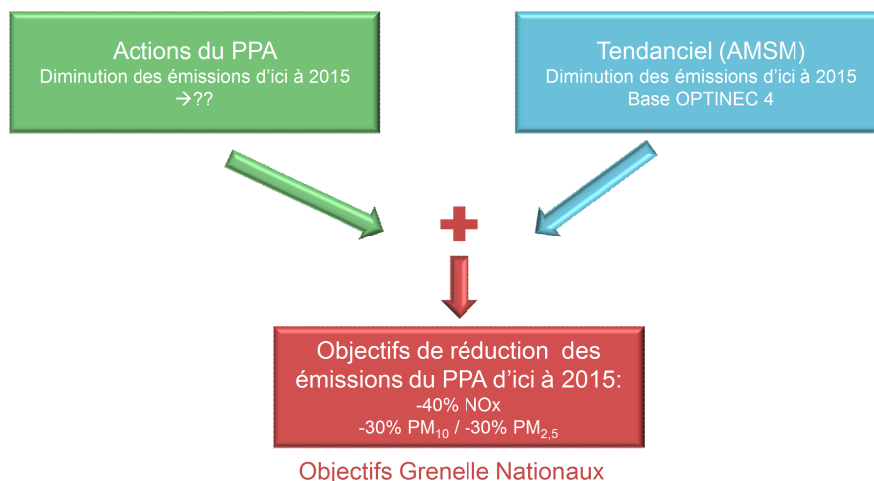 Actions du PPA
Diminution des émissions d'ici à 2015
→??
Tendanciel (AMSM)
Diminution des émissions d'ici à 2015
Base OPTINEC 4
Objectifs de réduction des
émissions du PPA d'ici à 2015:
-40% NOx
-30% PM₁₀ / -30% PM₂,₅
Objectifs Grenelle Nationaux